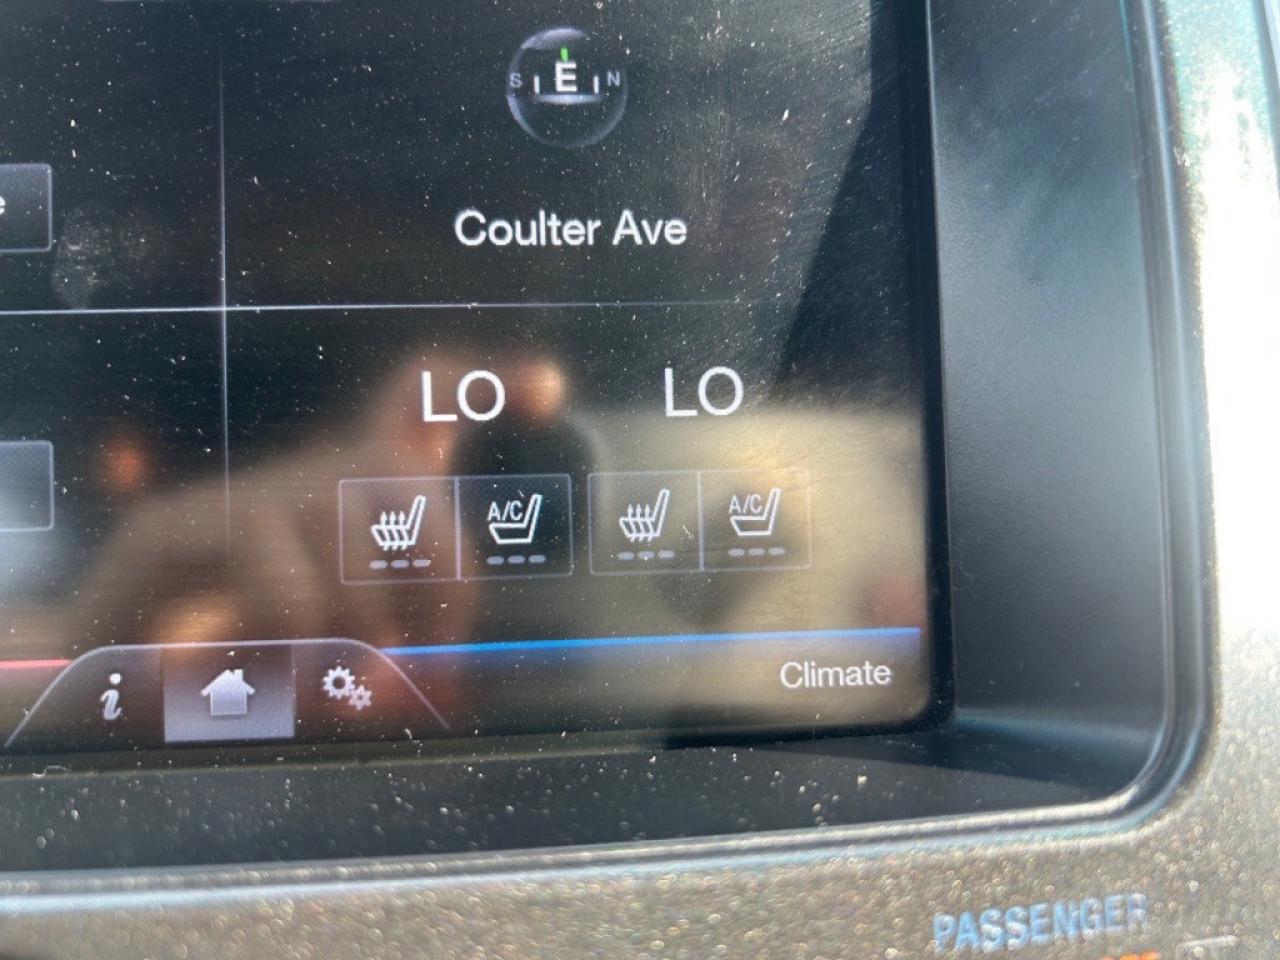 S E N
e
Coulter Ave
LO LO
A/C A/C
i
Climate
PASSENGER